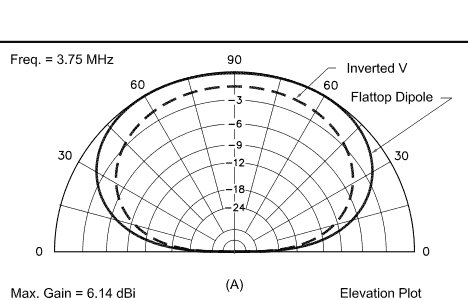 Freq. = 3.75 MHz
90
Inverted V
60
60
Flattop Dipole
−3
−6
30
−9
30
−12
−18
−24
0
0
(A)
Max. Gain = 6.14 dBi
Elevation Plot